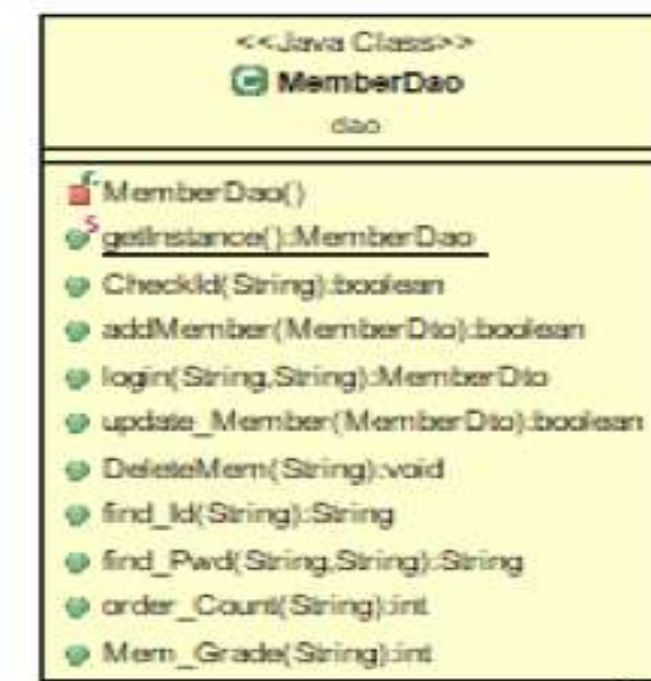 <<Java Class>>
C MemberDao
dao
C MemberDao()
S getInstance():MemberDao
CheckId(String):boolean
addMember(MemberDto):boolean
login(String,String):MemberDto
update_Member(MemberDto):boolean
DeleteMem(String):void
find_Id(String):String
find_Pwd(String,String):String
order_Count(String):int
Mem_Grade(String):int